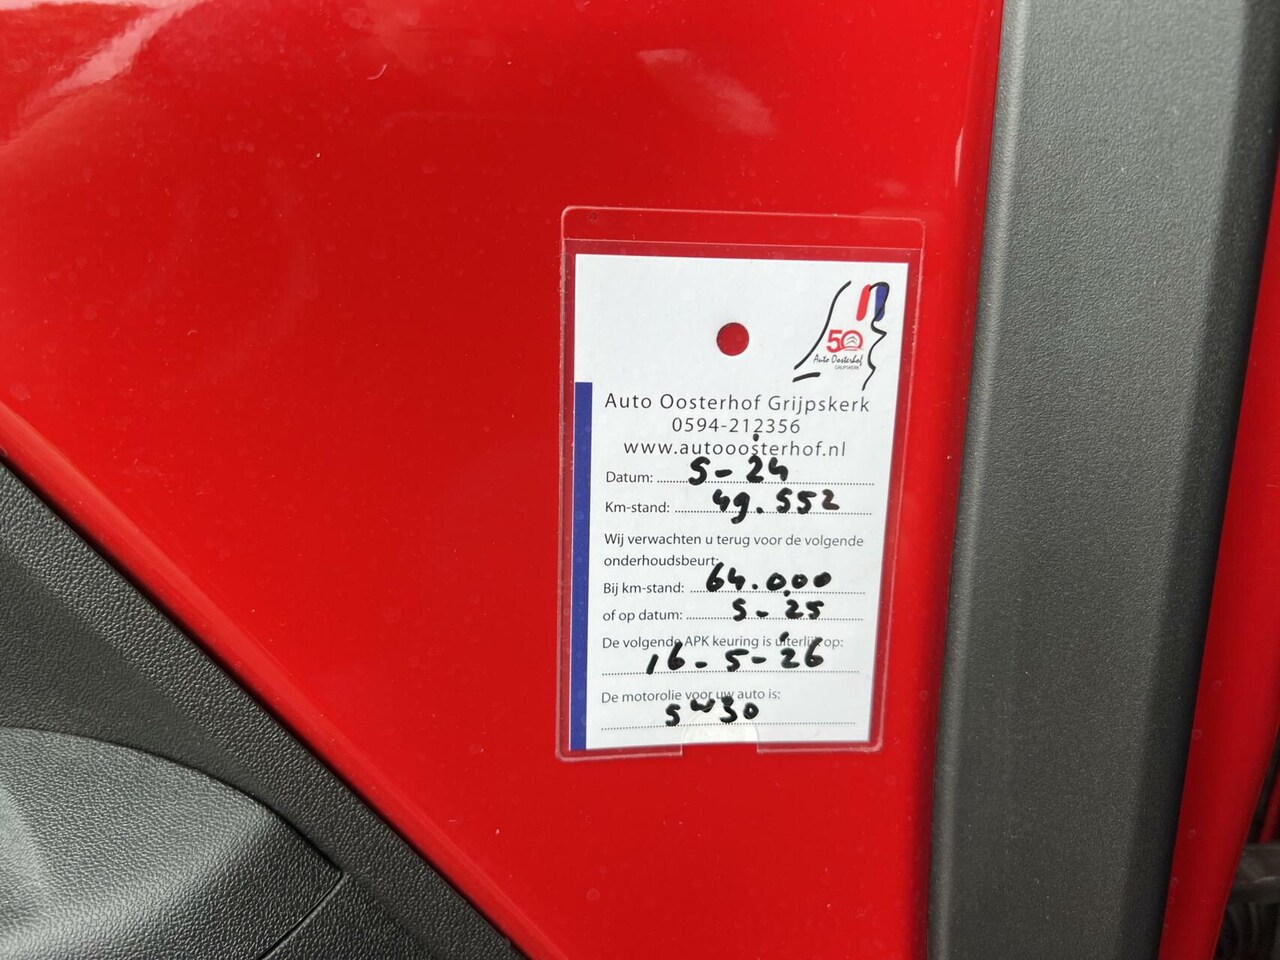 50
Auto Oosterhof
GRIJPSKERK
Auto Oosterhof Grijpskerk
0594-212356
www.autooosterhof.nl
Datum: 5-'24
Km-stand: 49.552
Wij verwachten u terug voor de volgende
onderhoudsbeurt:
Bij km-stand: 64.000
of op datum: 5-'25
De volgende APK keuring is uiterlijk op:
16-5-'26
De motorolie voor uw auto is:
5w30